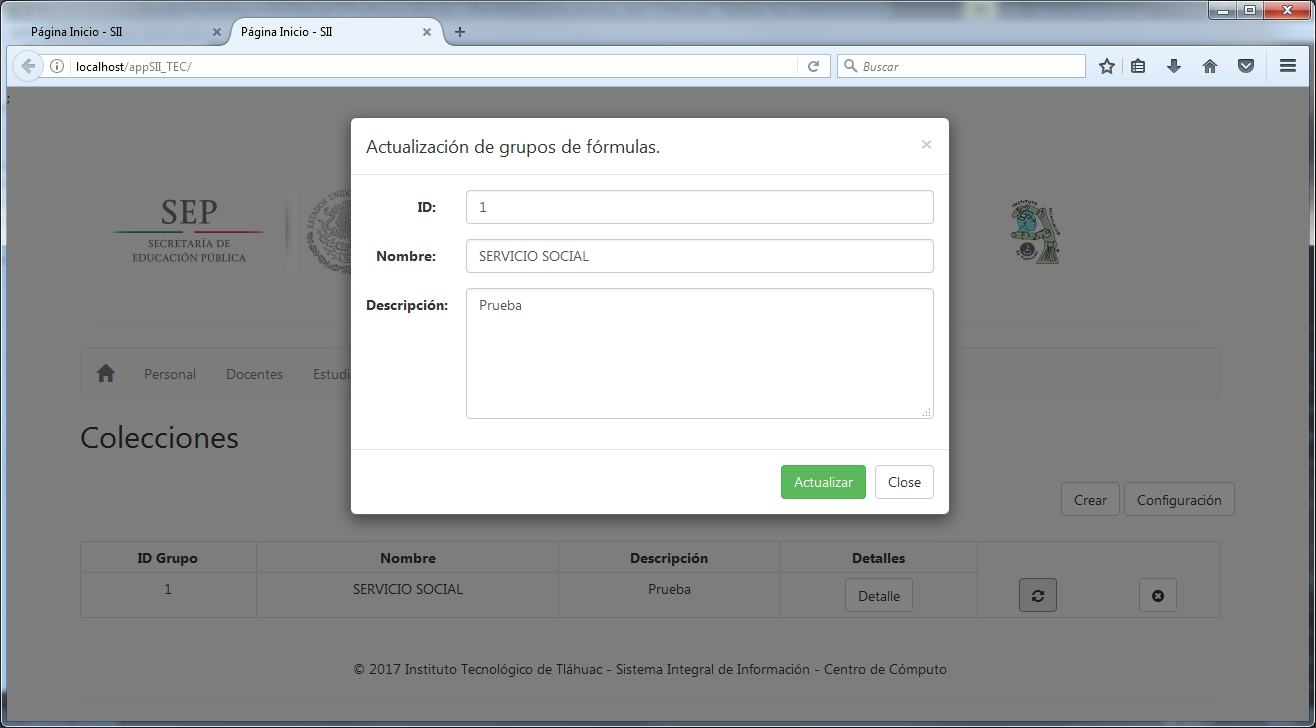 Página Inicio - SII
Página Inicio - SII
localhost/appSII_TEC/
Buscar
Actualización de grupos de fórmulas.
ID:
1
Nombre:
SERVICIO SOCIAL
Descripción:
Prueba
Actualizar
Close
SEP
SECRETARÍA DE
EDUCACIÓN PÚBLICA
Personal
Docentes
Estudi
Colecciones
Crear
Configuración
ID Grupo
Nombre
Descripción
Detalles
1
SERVICIO SOCIAL
Prueba
Detalle
© 2017 Instituto Tecnológico de Tláhuac - Sistema Integral de Información - Centro de Cómputo